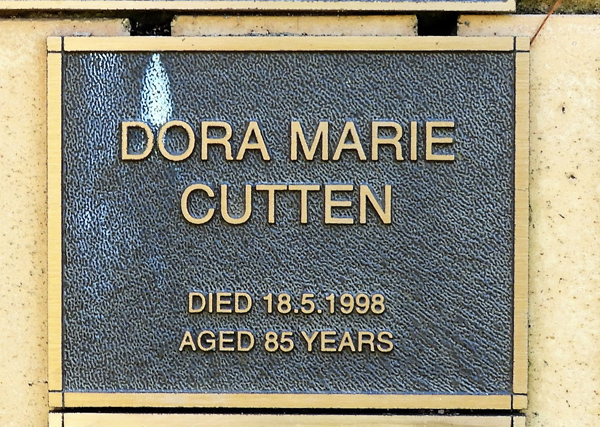 DORA MARIE
CUTTEN
DIED 18.5.1998
AGED 85 YEARS